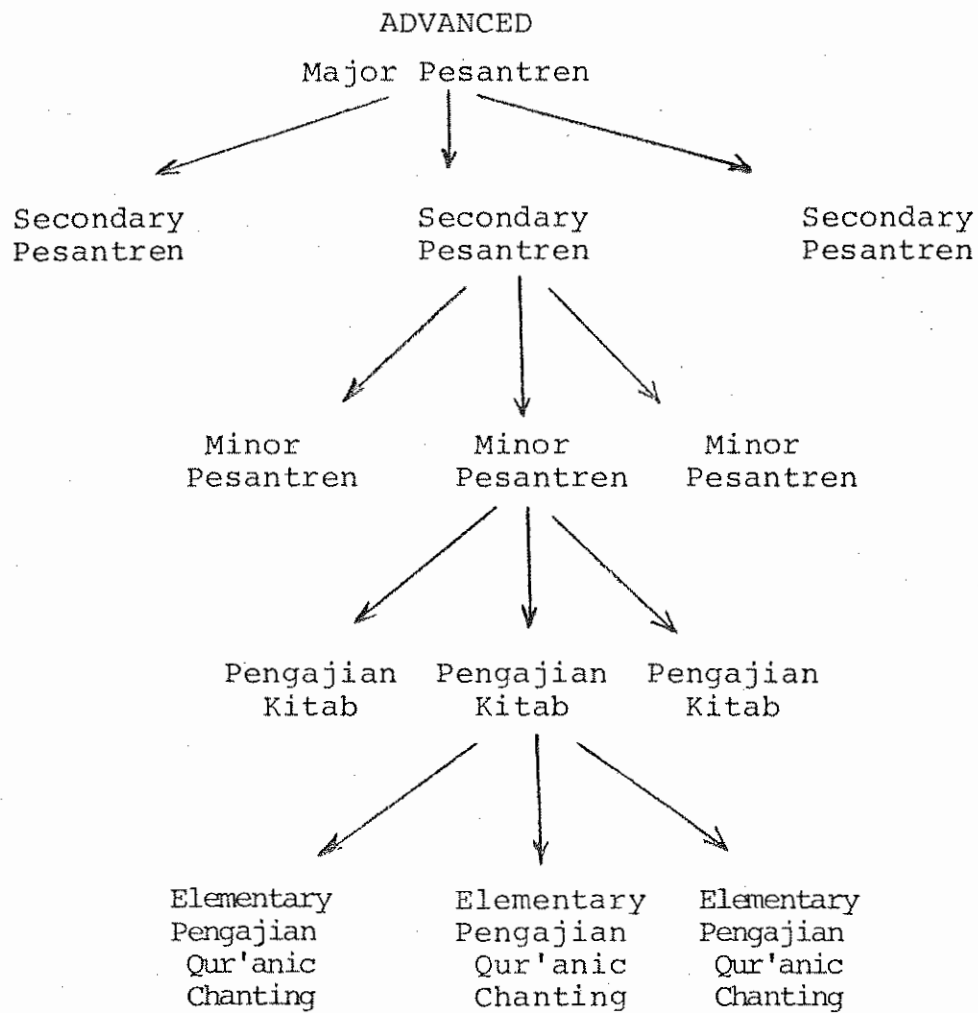 ADVANCED
Major Pesantren
Secondary Secondary Secondary
Pesantren Pesantren Pesantren
Minor Minor Minor
Pesantren Pesantren Pesantren
Pengajian Pengajian Pengajian
Kitab Kitab Kitab
Elementary Elementary Elementary
Pengajian Pengajian Pengajian
Qur'anic Qur'anic Qur'anic
Chanting Chanting Chanting